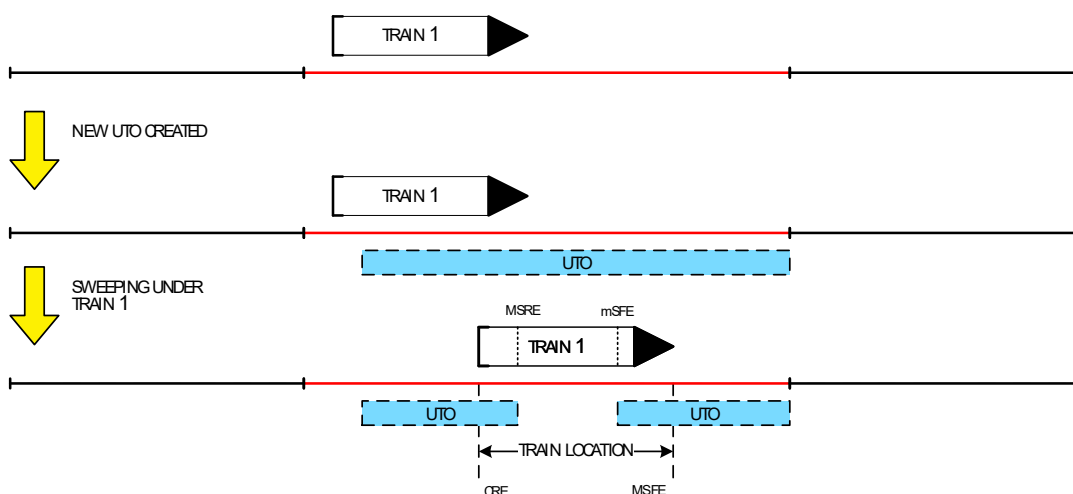 TRAIN 1
NEW UTO CREATED
TRAIN 1
UTO
SWEEPING UNDER
TRAIN 1
MSRE mSFE
TRAIN 1
UTO UTO
TRAIN LOCATION
CRE MSFE